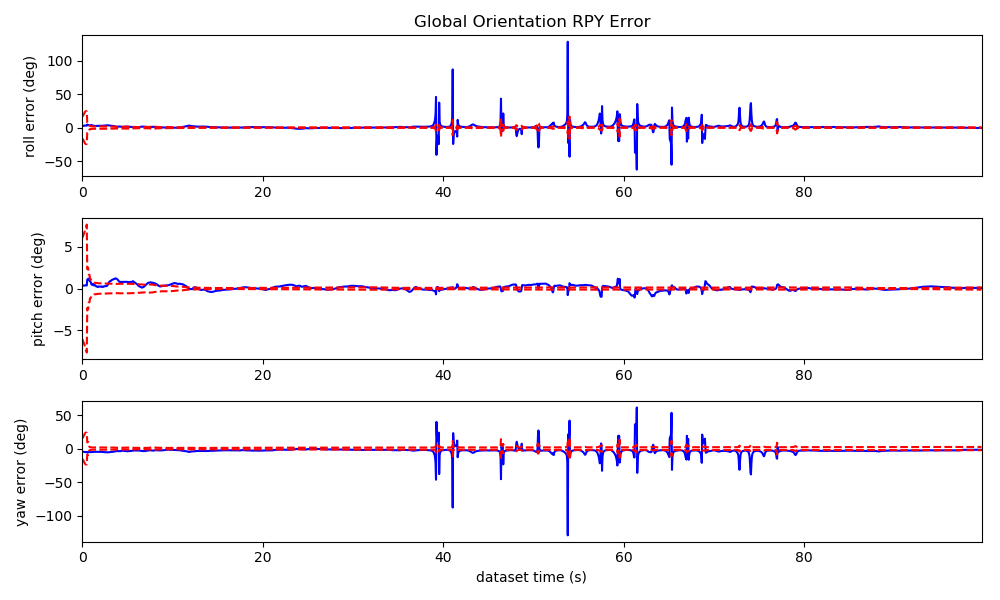 Global Orientation RPY Error
roll error (deg)
100
50
0
−50
0 20 40 60 80
pitch error (deg)
5
0
−5
0 20 40 60 80
yaw error (deg)
50
0
−50
−100
0 20 40 60 80
dataset time (s)